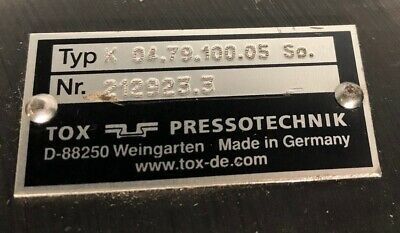 Typ X 04.79.100.05 So.
Nr. 212923.3
TOX PRESSOTECHNIK
D-88250 Weingarten · Made in Germany
www.tox-de.com